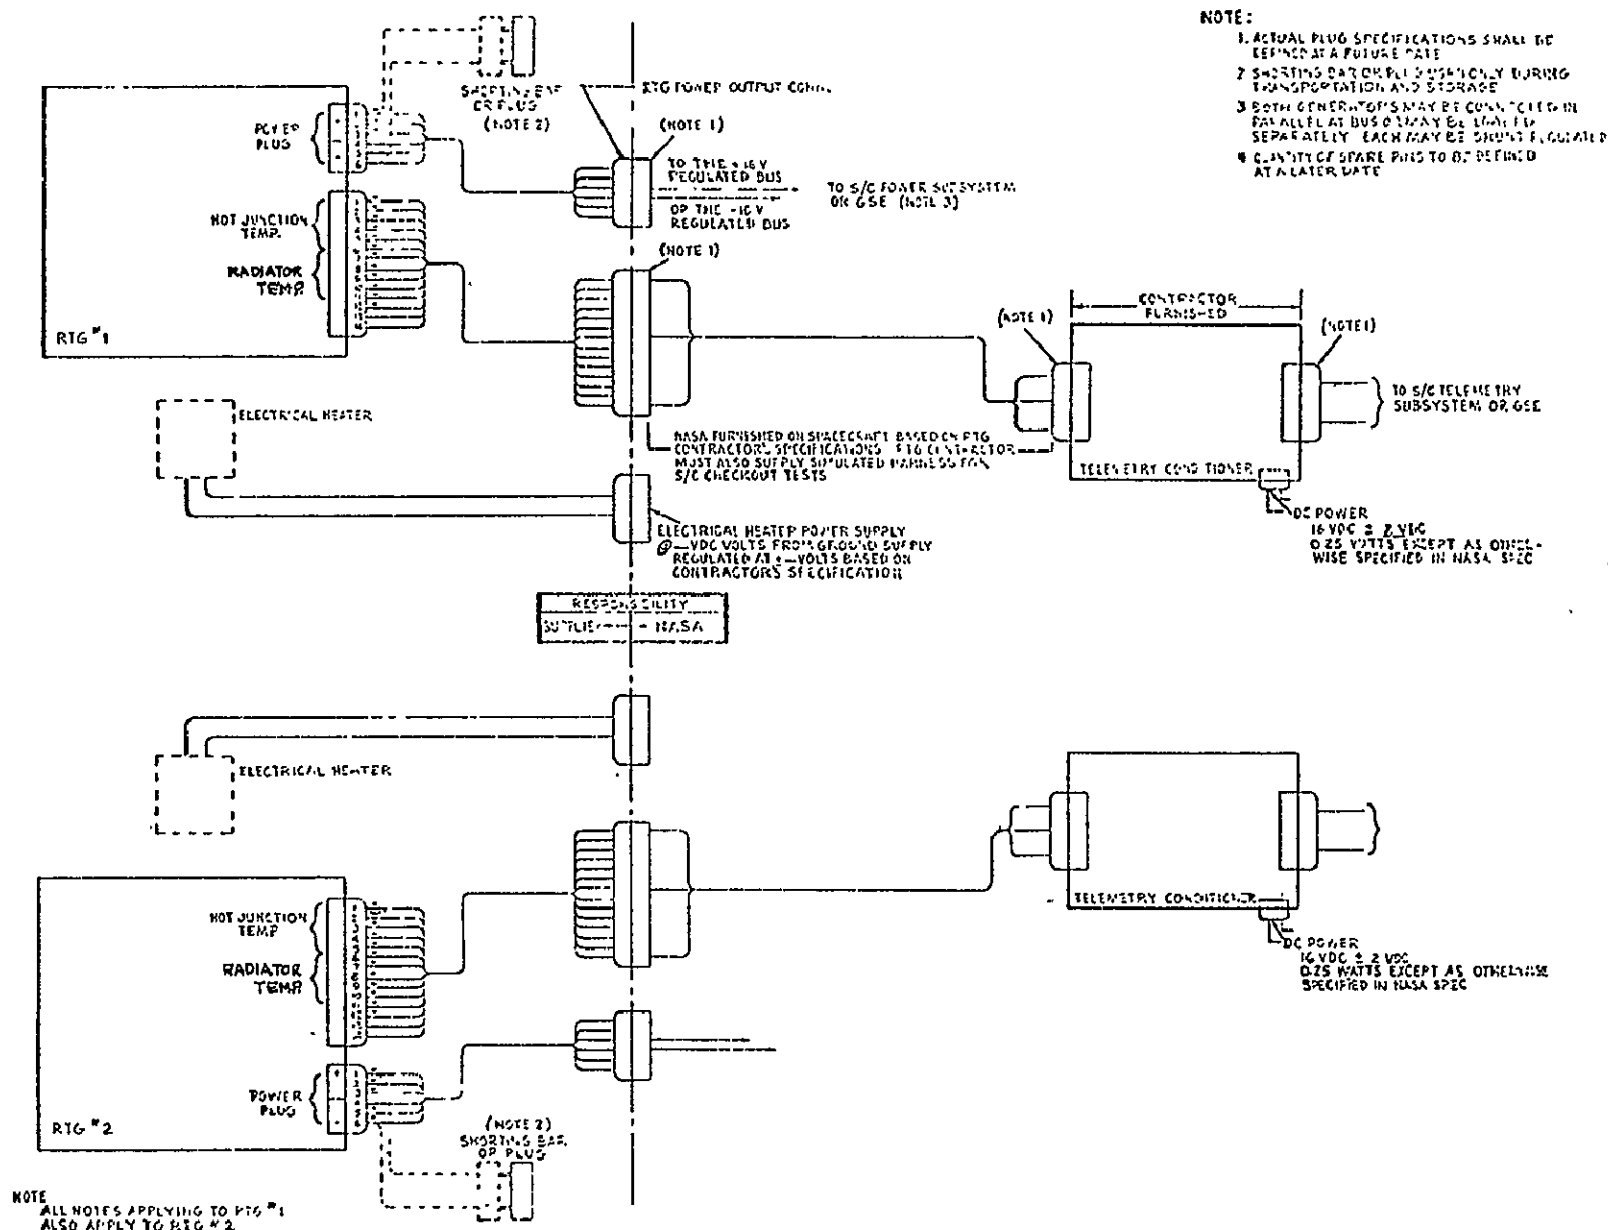 NOTE:
1. ACTUAL PLUG SPECIFICATIONS SHALL BE
DEFINED AT A FUTURE DATE
2 SHORTING BAR OR PLUG USED ONLY DURING
TRANSPORTATION AND STORAGE
3 BOTH GENERATORS MAY BE CONNECTED IN
PARALLEL AT BUS OR MAY BE LOADED
SEPARATELY EACH MAY BE SHUNT REGULATED
4 QUANTITY OF SPARE PINS TO BE DEFINED
AT A LATER DATE
SHORTING BAR
OR PLUG
(NOTE 2)
RTG POWER OUTPUT CONN.
POWER
PLUG
(NOTE 1)
TO THE +16 V
REGULATED BUS
OR THE -16 V
REGULATED BUS
TO S/C POWER SUBSYSTEM
OR GSE (NOTE 3)
HOT JUNCTION
TEMP.
RADIATOR
TEMP.
RTG #1
(NOTE 1)
(NOTE 1)
CONTRACTOR
FURNISHED
(NOTE 1)
TO S/C TELEMETRY
SUBSYSTEM OR GSE
ELECTRICAL HEATER
NASA FURNISHED ON SPACECRAFT BASED ON RTG
CONTRACTORS SPECIFICATIONS RTG CONTRACTOR
MUST ALSO SUPPLY SIMULATED HARNESS FOR
S/C CHECKOUT TESTS
TELEMETRY CONDITIONER
DC POWER
16 VDC ± 2 VDC
0.25 WATTS EXCEPT AS OTHER-
WISE SPECIFIED IN NASA SPEC
ELECTRICAL HEATER POWER SUPPLY
@ — VDC VOLTS FROM GROUND SUPPLY
REGULATED AT ± — VOLTS BASED ON
CONTRACTORS SPECIFICATION
RESPONSIBILITY
SUPPLIER NASA
ELECTRICAL HEATER
TELEMETRY CONDITIONER
DC POWER
16 VDC ± 2 VDC
0.25 WATTS EXCEPT AS OTHERWISE
SPECIFIED IN NASA SPEC
HOT JUNCTION
TEMP
RADIATOR
TEMP
POWER
PLUG
RTG #2
(NOTE 2)
SHORTING BAR
OR PLUG
NOTE
ALL NOTES APPLYING TO RTG #1
ALSO APPLY TO RTG #2